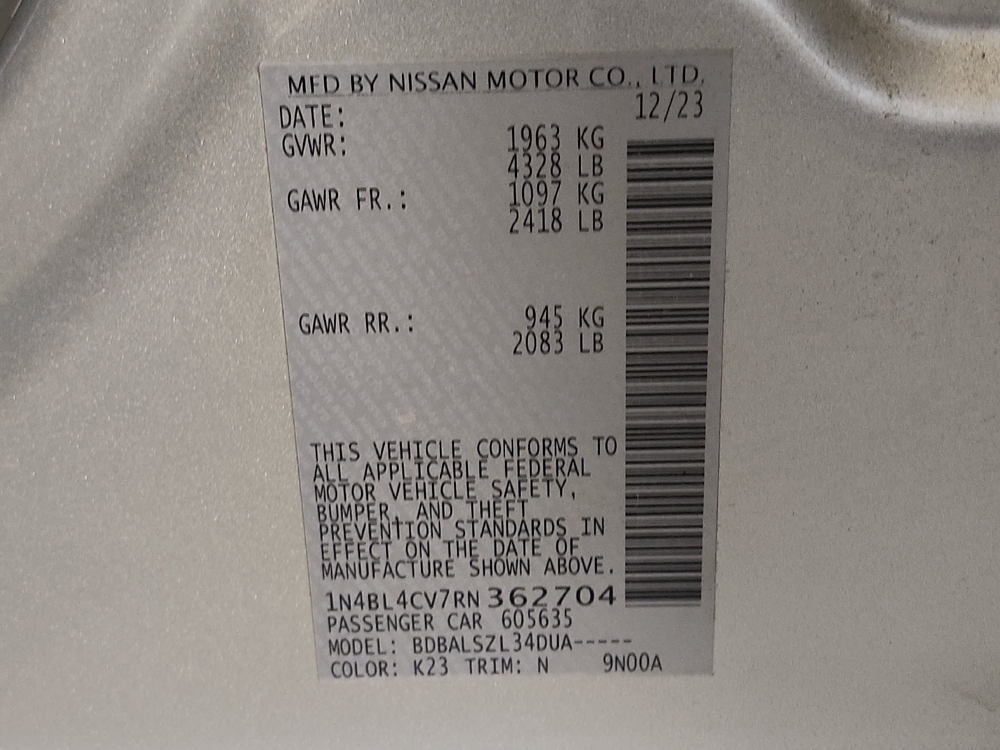 MFD BY NISSAN MOTOR CO., LTD.
DATE: 12/23
GVWR: 1963 KG
4328 LB
GAWR FR.: 1097 KG
2418 LB
GAWR RR.: 945 KG
2083 LB
THIS VEHICLE CONFORMS TO
ALL APPLICABLE FEDERAL
MOTOR VEHICLE SAFETY,
BUMPER, AND THEFT
PREVENTION STANDARDS IN
EFFECT ON THE DATE OF
MANUFACTURE SHOWN ABOVE.
1N4BL4CV7RN362704
PASSENGER CAR 605635
MODEL: BDBALSZL34DUA-----
COLOR: K23 TRIM: N 9N00A